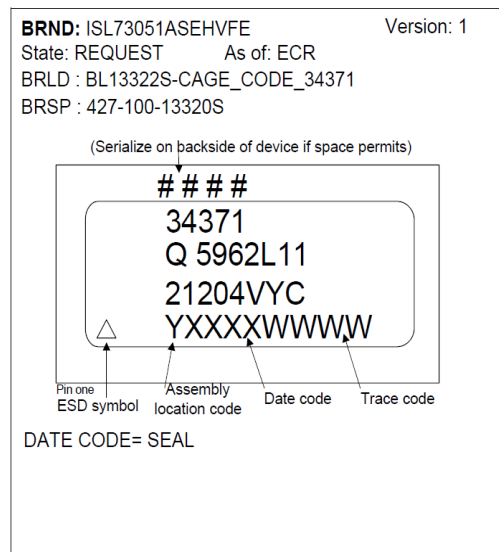 BRND: ISL73051ASEHVFE Version: 1
State: REQUEST As of: ECR
BRLD : BL13322S-CAGE_CODE_34371
BRSP : 427-100-13320S
(Serialize on backside of device if space permits)
####
34371
Q 5962L11
21204VYC
YXXXXWWWW
Pin one
ESD symbol
Assembly
location code
Date code
Trace code
DATE CODE= SEAL